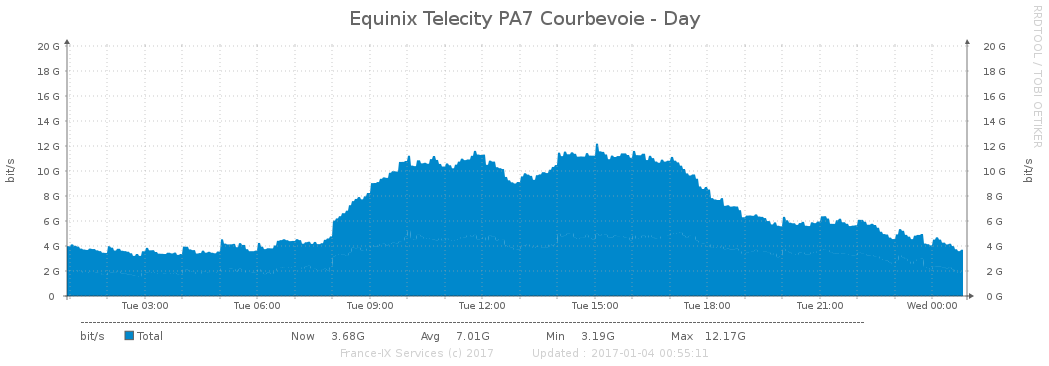 Equinix Telecity PA7 Courbevoie - Day
RRDTOOL / TOBI OETIKER
20 G 20 G
18 G 18 G
16 G 16 G
14 G 14 G
12 G 12 G
10 G 10 G
8 G 8 G
6 G 6 G
4 G 4 G
2 G 2 G
0 0 G
bit/s bit/s
Tue 03:00 Tue 06:00 Tue 09:00 Tue 12:00 Tue 15:00 Tue 18:00 Tue 21:00 Wed 00:00
bit/s Total Now 3.68G Avg 7.01G Min 3.19G Max 12.17G
France-IX Services (c) 2017 Updated : 2017-01-04 00:55:11